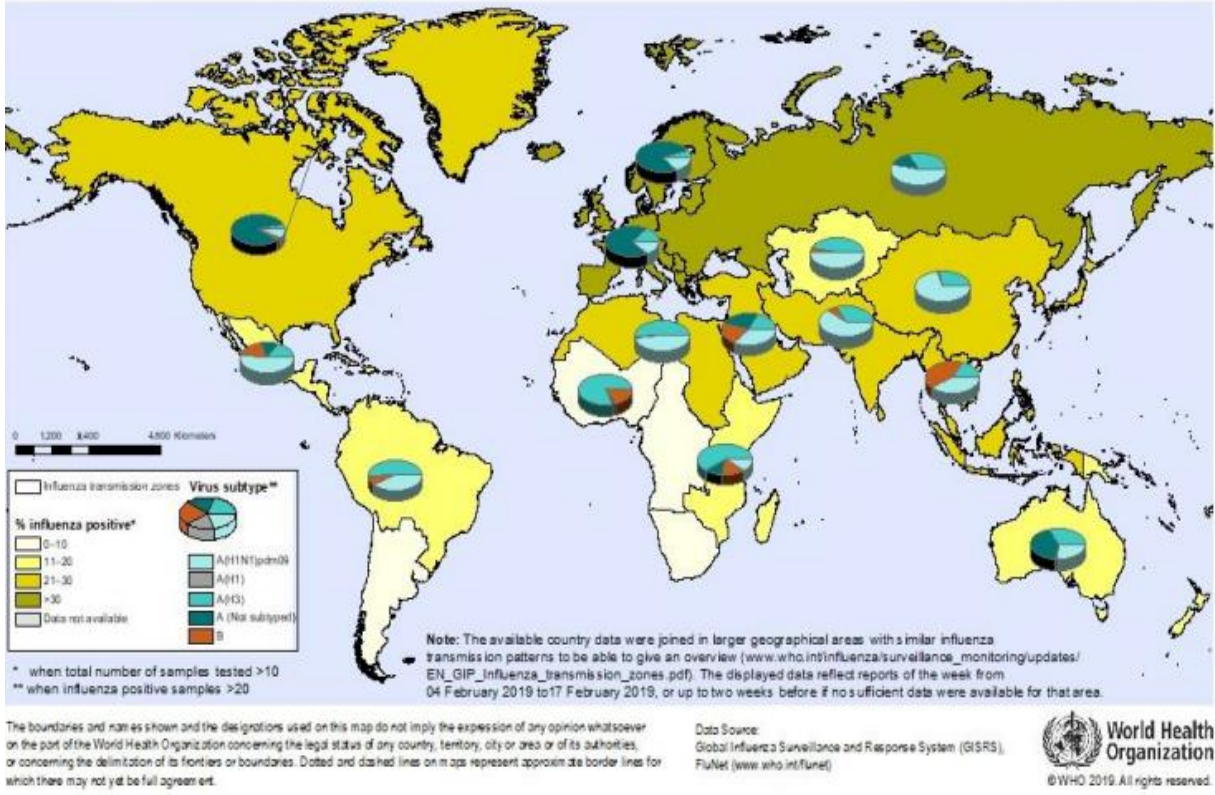 0 1,200 2,400 4,800 Kilometers
Influenza transmission zones
Virus subtype**
% influenza positive*
0–10
11–20
21–30
>30
Data not available
A(H1N1)pdm09
A(H1)
A(H3)
A (Not subtyped)
B
* when total number of samples tested >10
** when influenza positive samples >20
Note: The available country data were joined in larger geographical areas with similar influenza
transmission patterns to be able to give an overview (www.who.int/influenza/surveillance_monitoring/updates/
EN_GIP_Influenza_transmission_zones.pdf). The displayed data reflect reports of the week from
04 February 2019 to17 February 2019, or up to two weeks before if no sufficient data were available for that area.
The boundaries and names shown and the designations used on this map do not imply the expression of any opinion whatsoever
on the part of the World Health Organization concerning the legal status of any country, territory, city or area or of its authorities,
or concerning the delimitation of its frontiers or boundaries. Dotted and dashed lines on maps represent approximate border lines for
which there may not yet be full agreement.
Data Source:
Global Influenza Surveillance and Response System (GISRS),
FluNet (www.who.int/flunet)
World Health
Organization
©WHO 2019. All rights reserved.